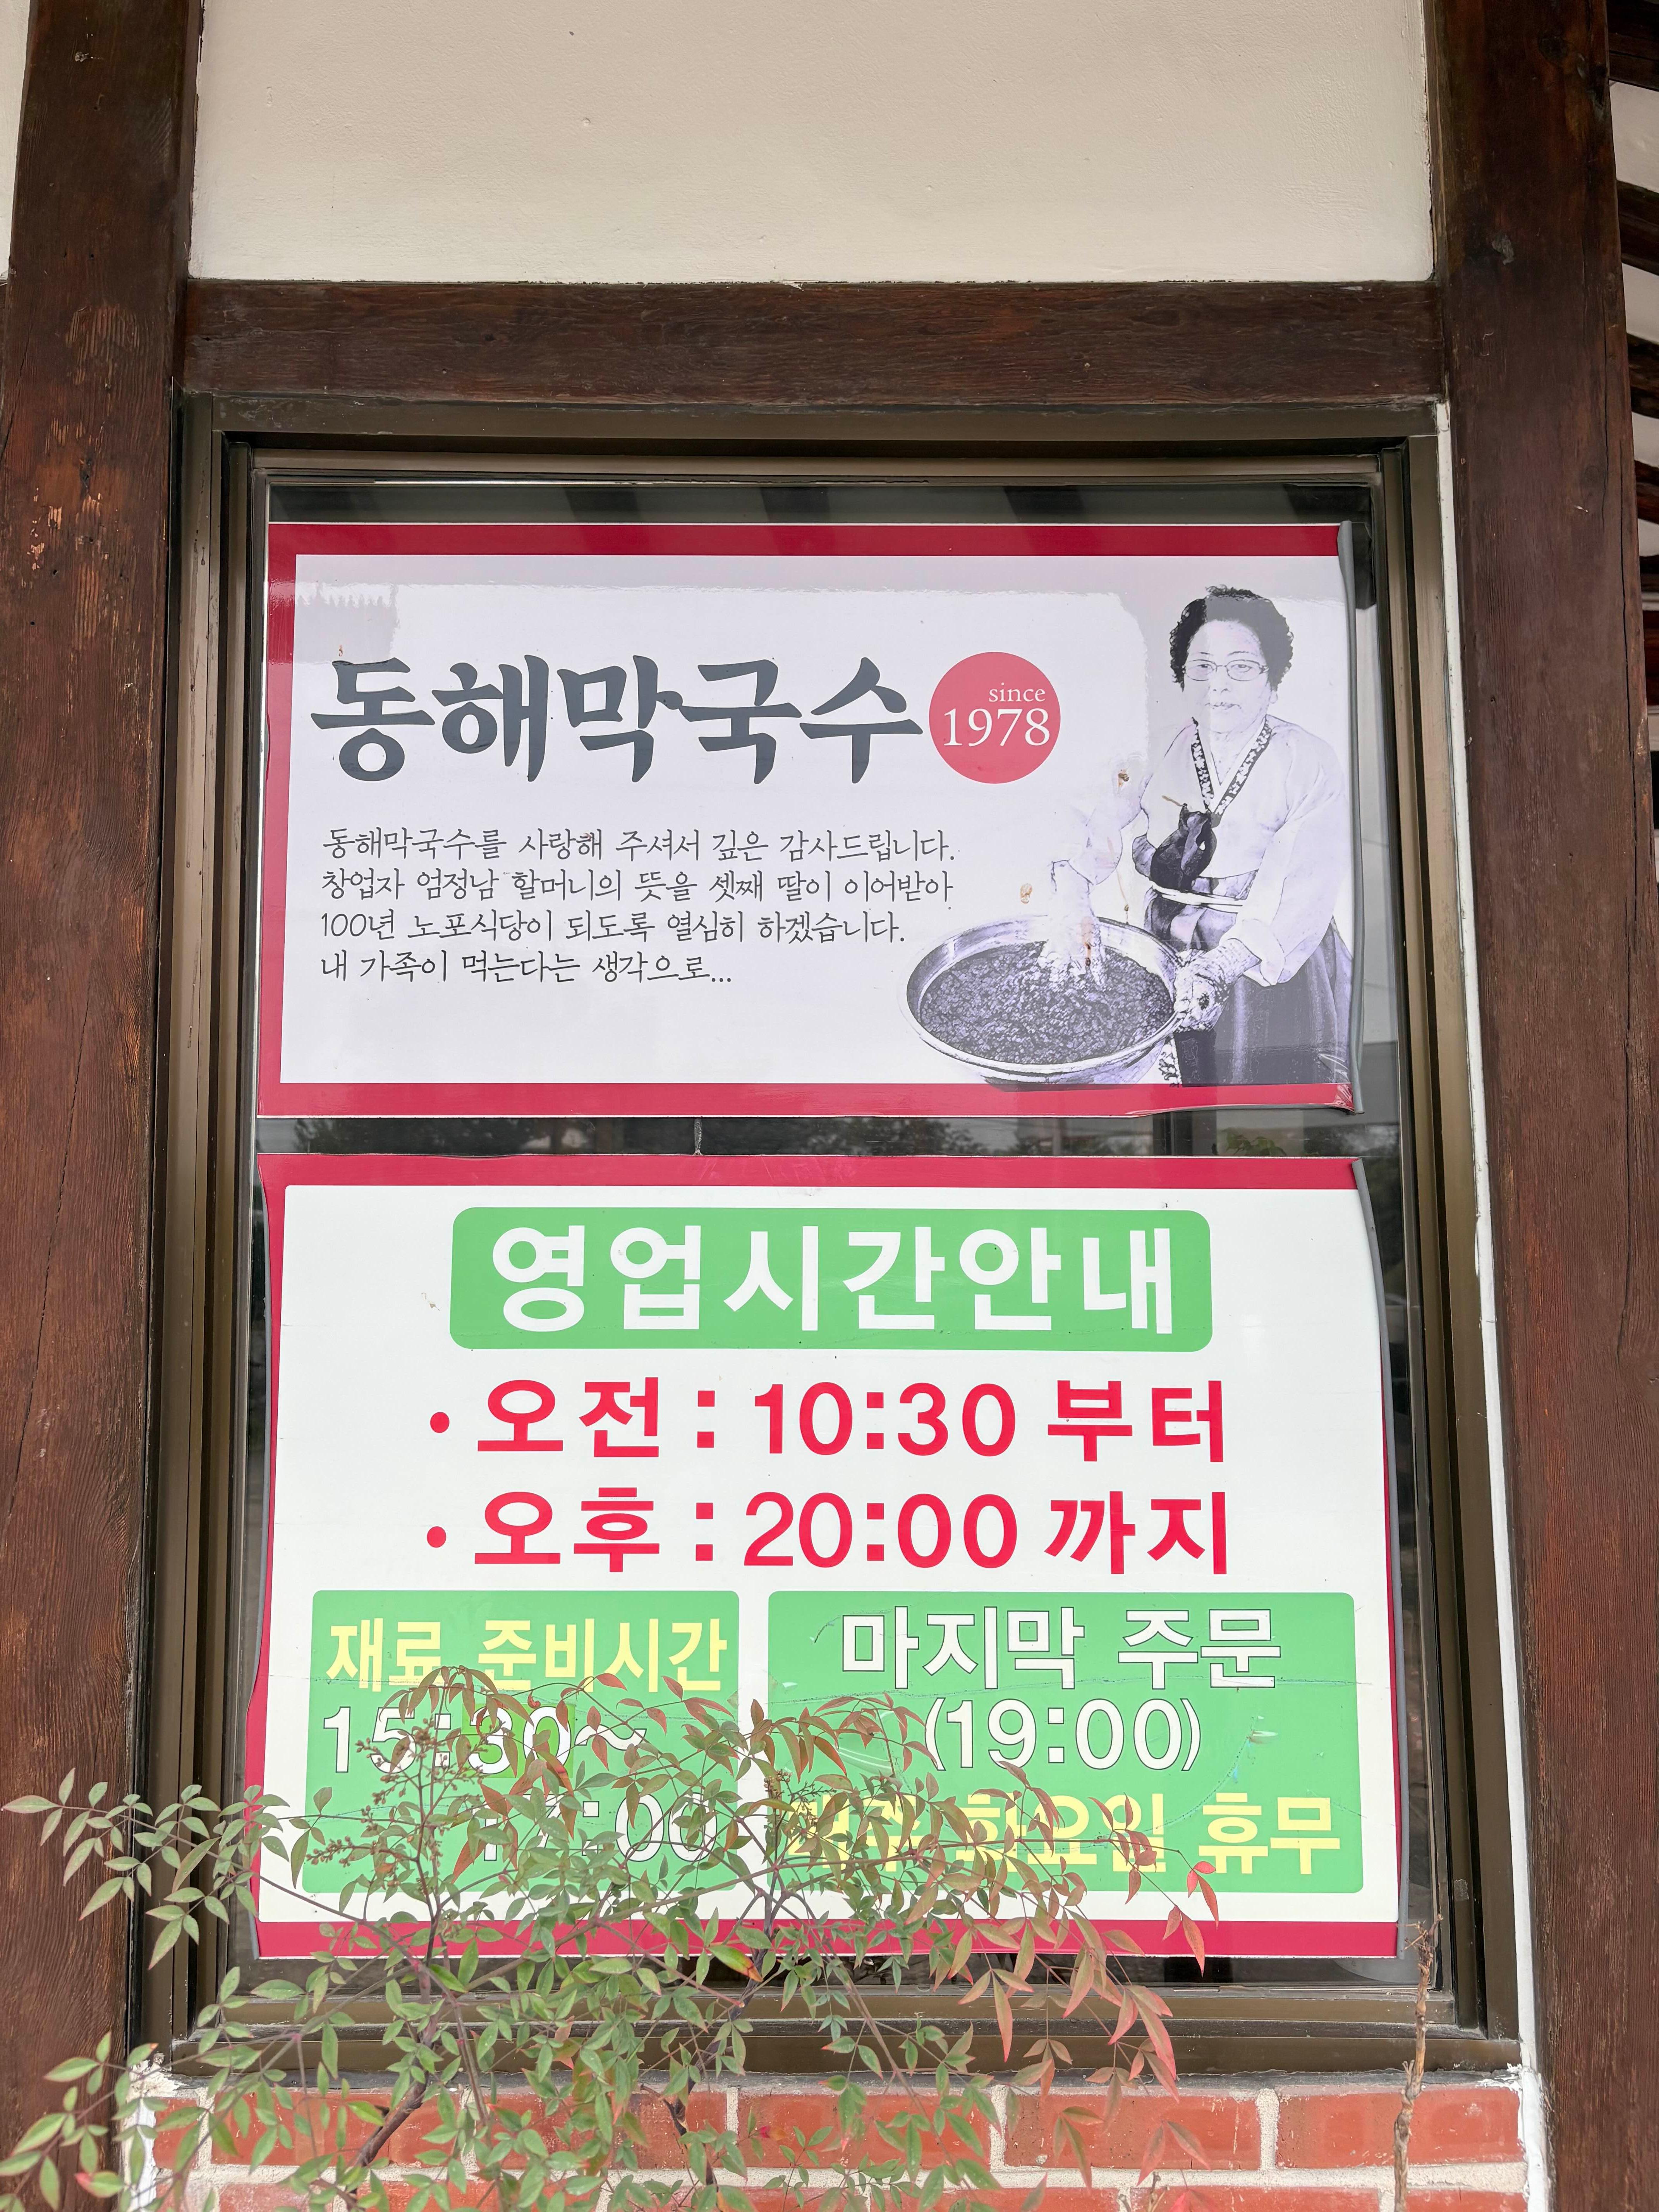 동해막국수
since
1978
동해막국수를 사랑해 주셔서 깊은 감사드립니다.
창업자 엄정남 할머니의 뜻을 셋째 딸이 이어받아
100년 노포식당이 되도록 열심히 하겠습니다.
내 가족이 먹는다는 생각으로...
영업시간안내
• 오전 : 10:30 부터
• 오후 : 20:00 까지
재료 준비시간
15:30~
마지막 주문
(19:00)
화요일 휴무